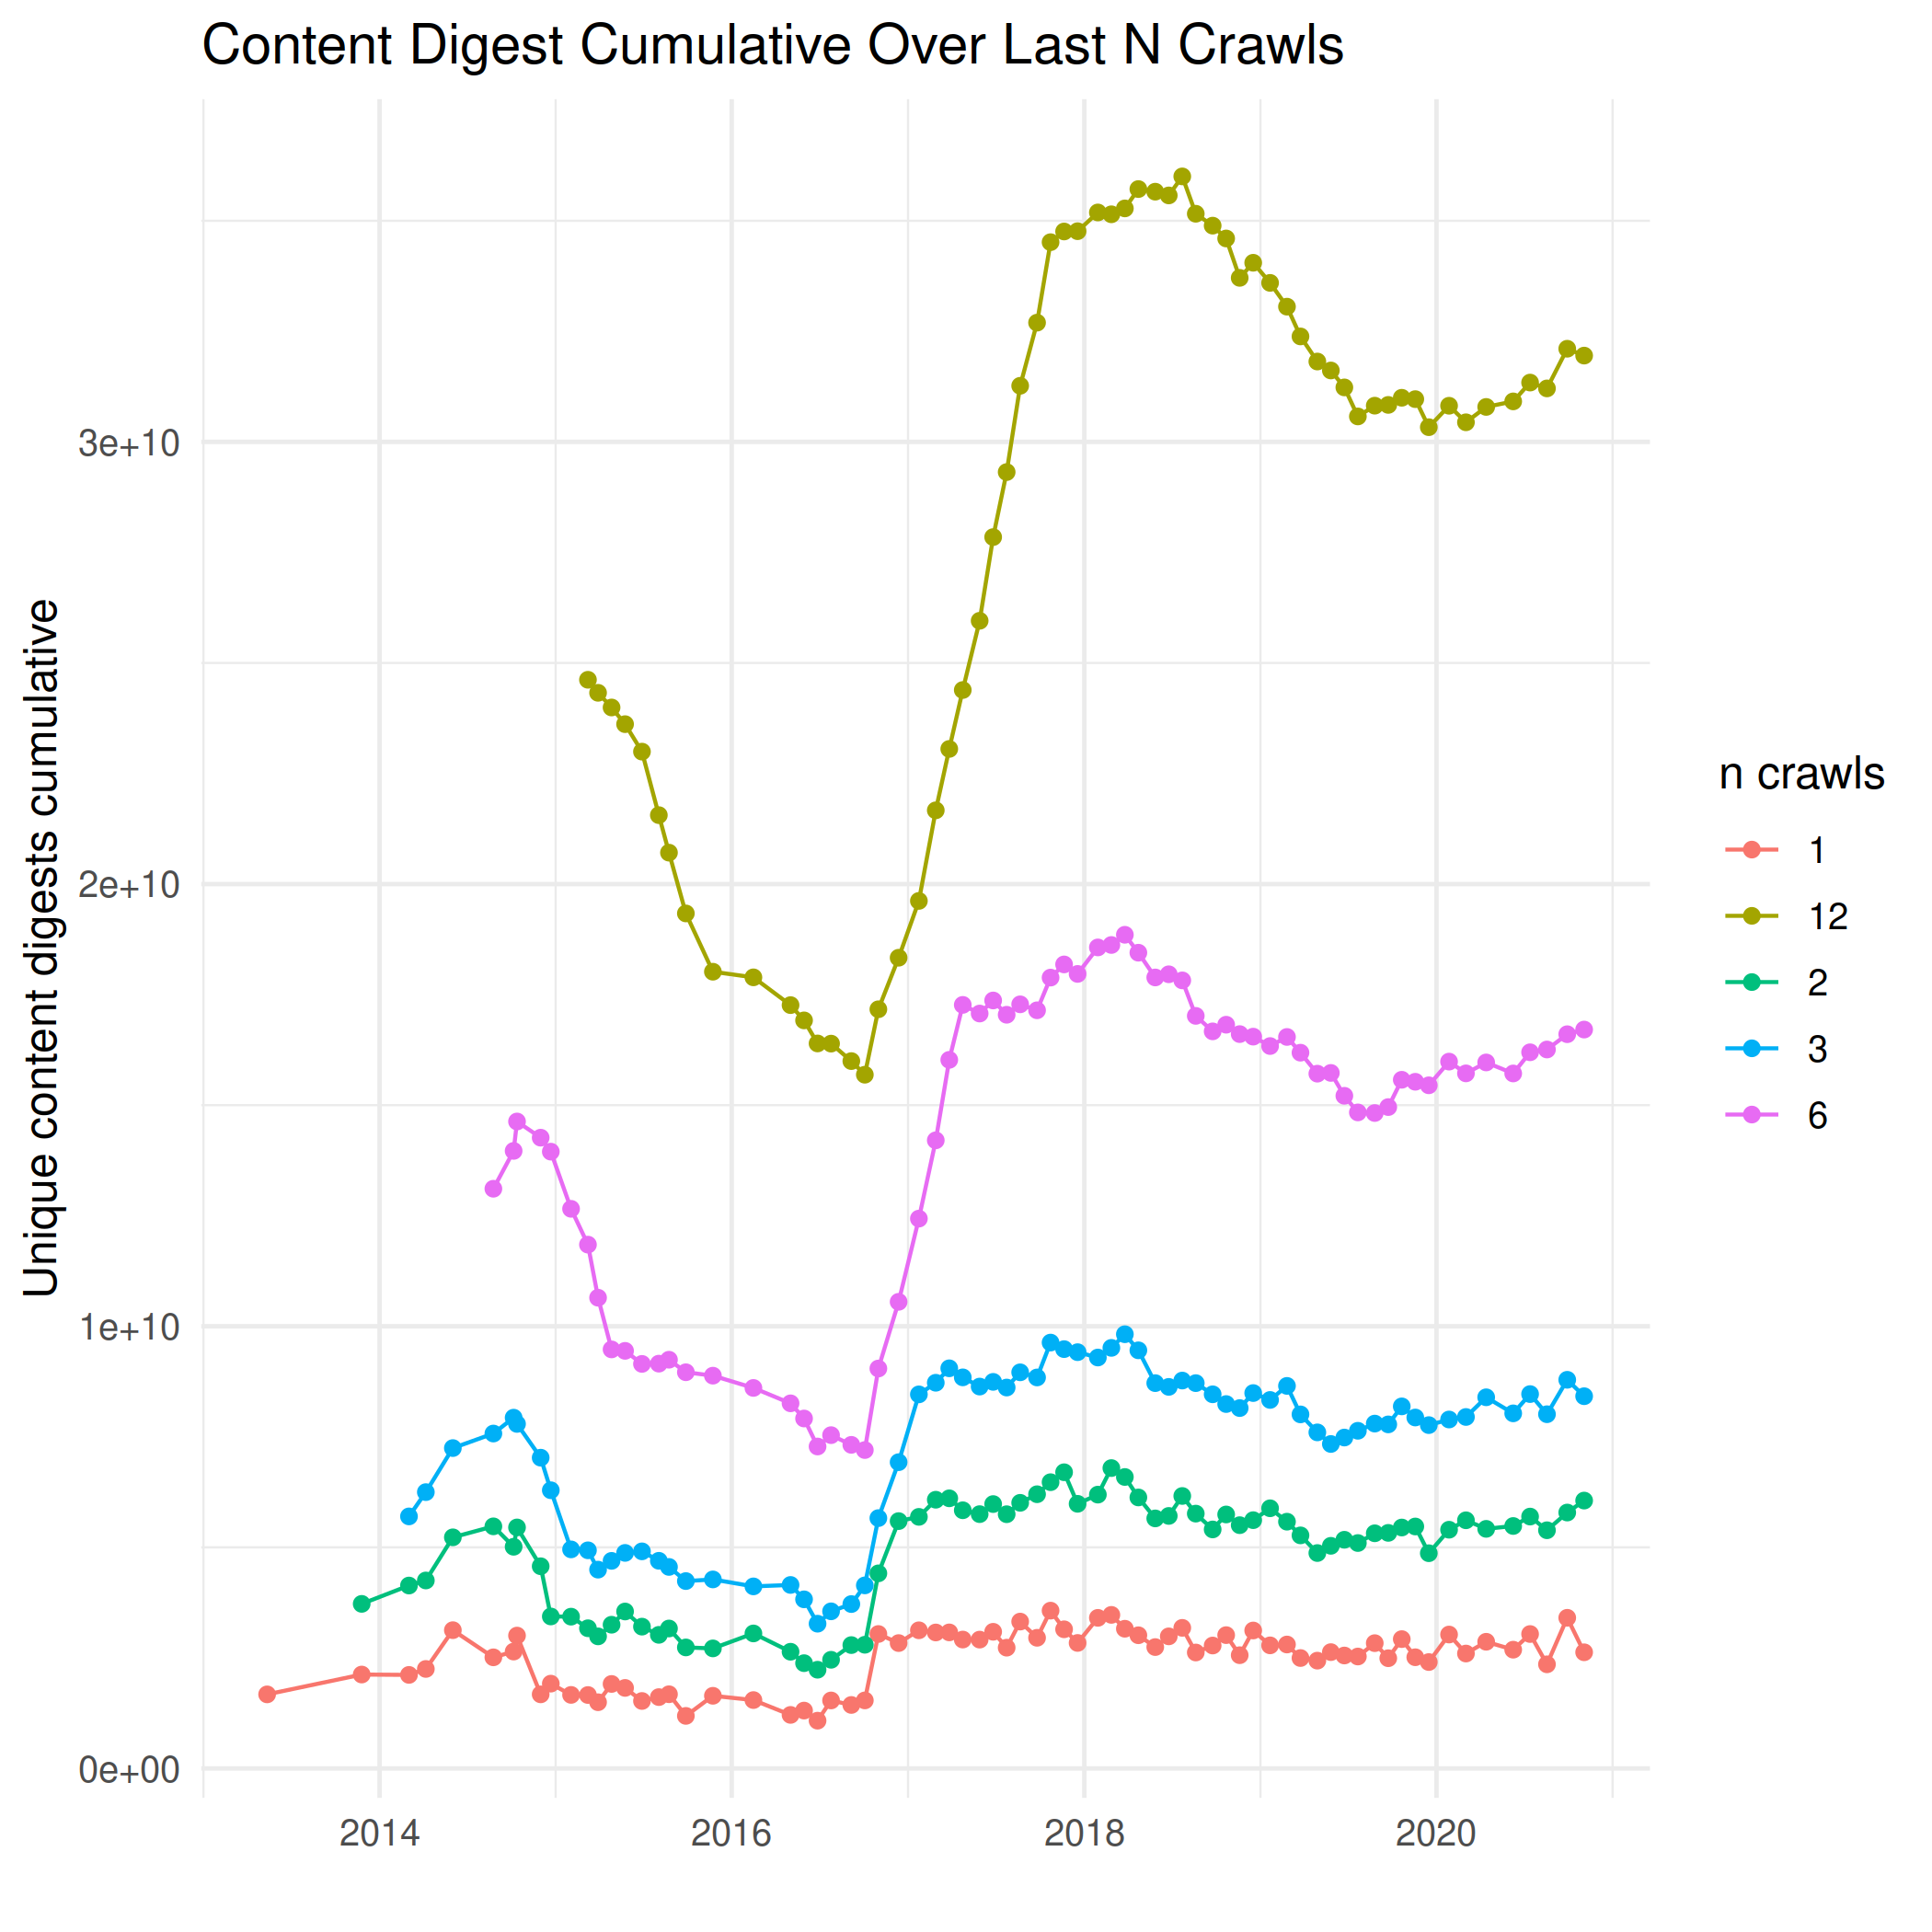 Content Digest Cumulative Over Last N Crawls
Unique content digests cumulative
3e+10
2e+10
1e+10
0e+00
2014
2016
2018
2020
n crawls
1
12
2
3
6